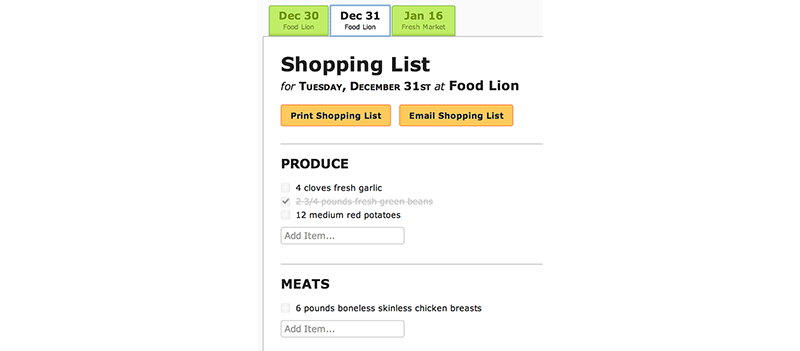 Dec 30 Dec 31 Jan 16
Food Lion Food Lion Fresh Market
Shopping List
for Tuesday, December 31st at Food Lion
Print Shopping List Email Shopping List
PRODUCE
4 cloves fresh garlic
2 3/4 pounds fresh green beans
12 medium red potatoes
Add Item...
MEATS
6 pounds boneless skinless chicken breasts
Add Item...